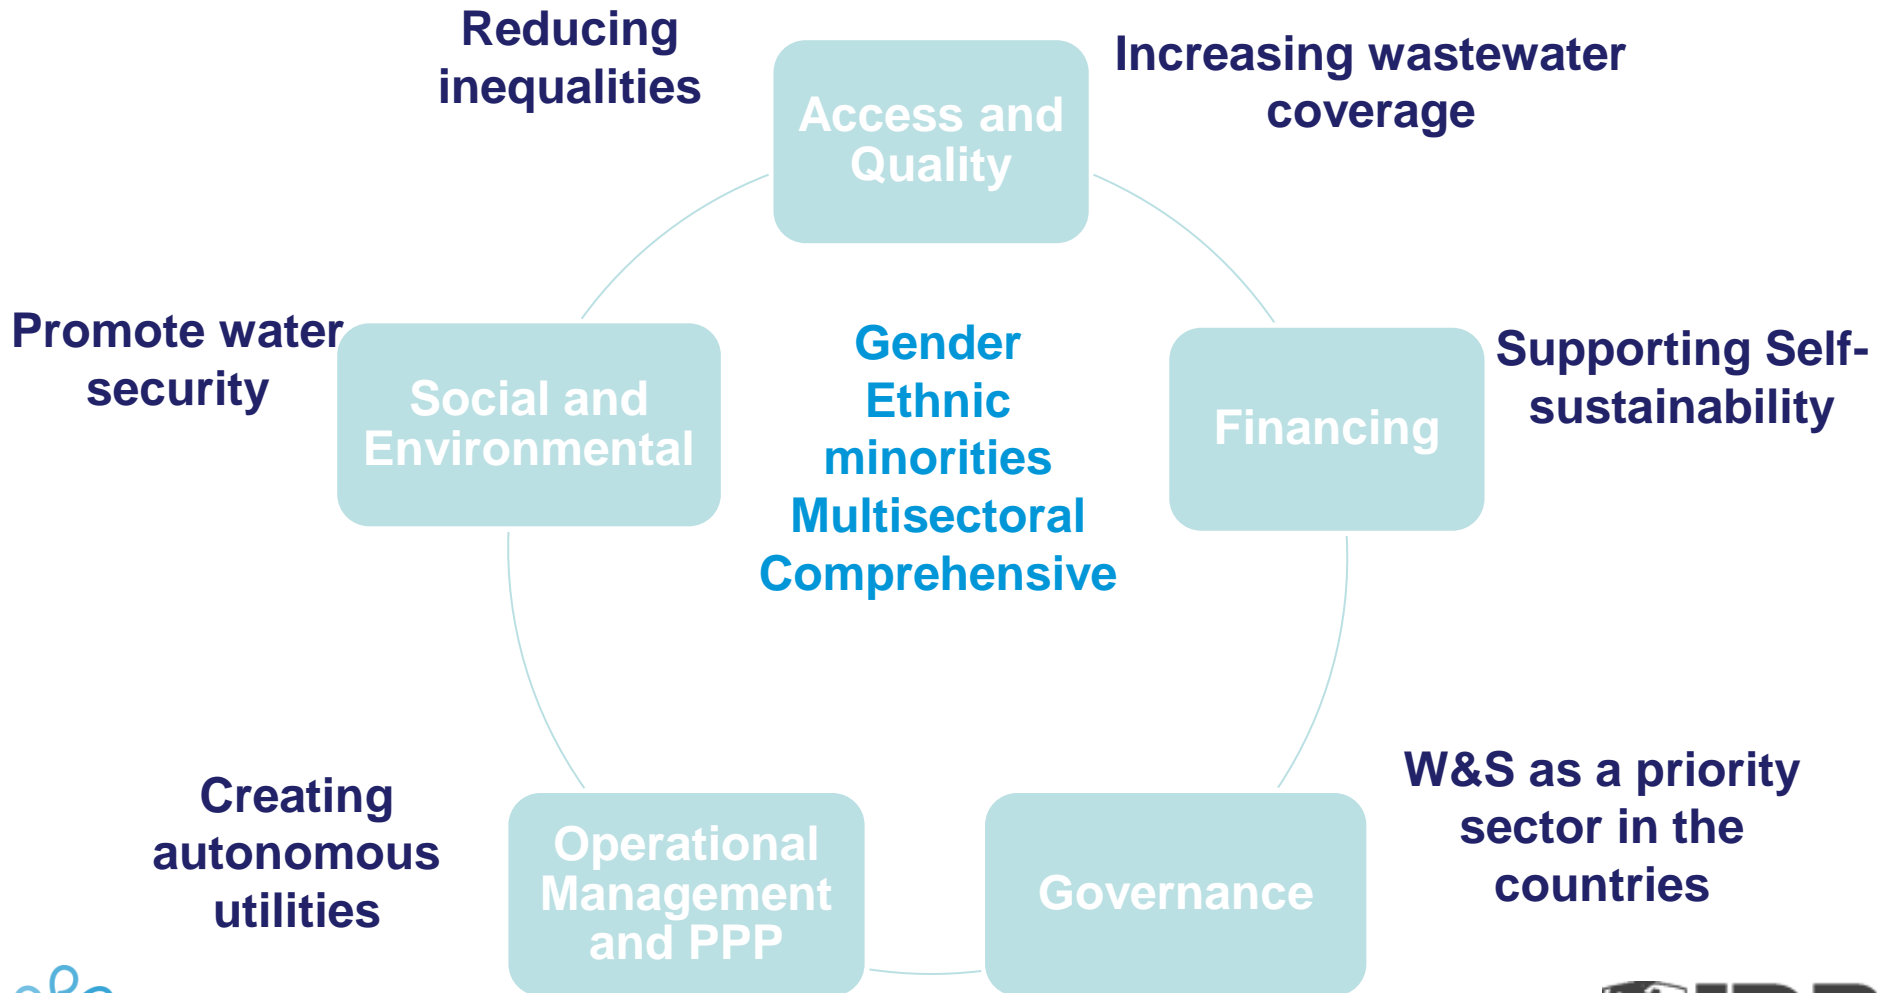 Reducing
inequalities
Increasing wastewater
coverage
Access and
Quality
Promote water
security
Social and
Environmental
Gender
Ethnic
minorities
Multisectoral
Comprehensive
Financing
Supporting Self-
sustainability
Creating
autonomous
utilities
Operational
Management
and PPP
Governance
W&S as a priority
sector in the
countries